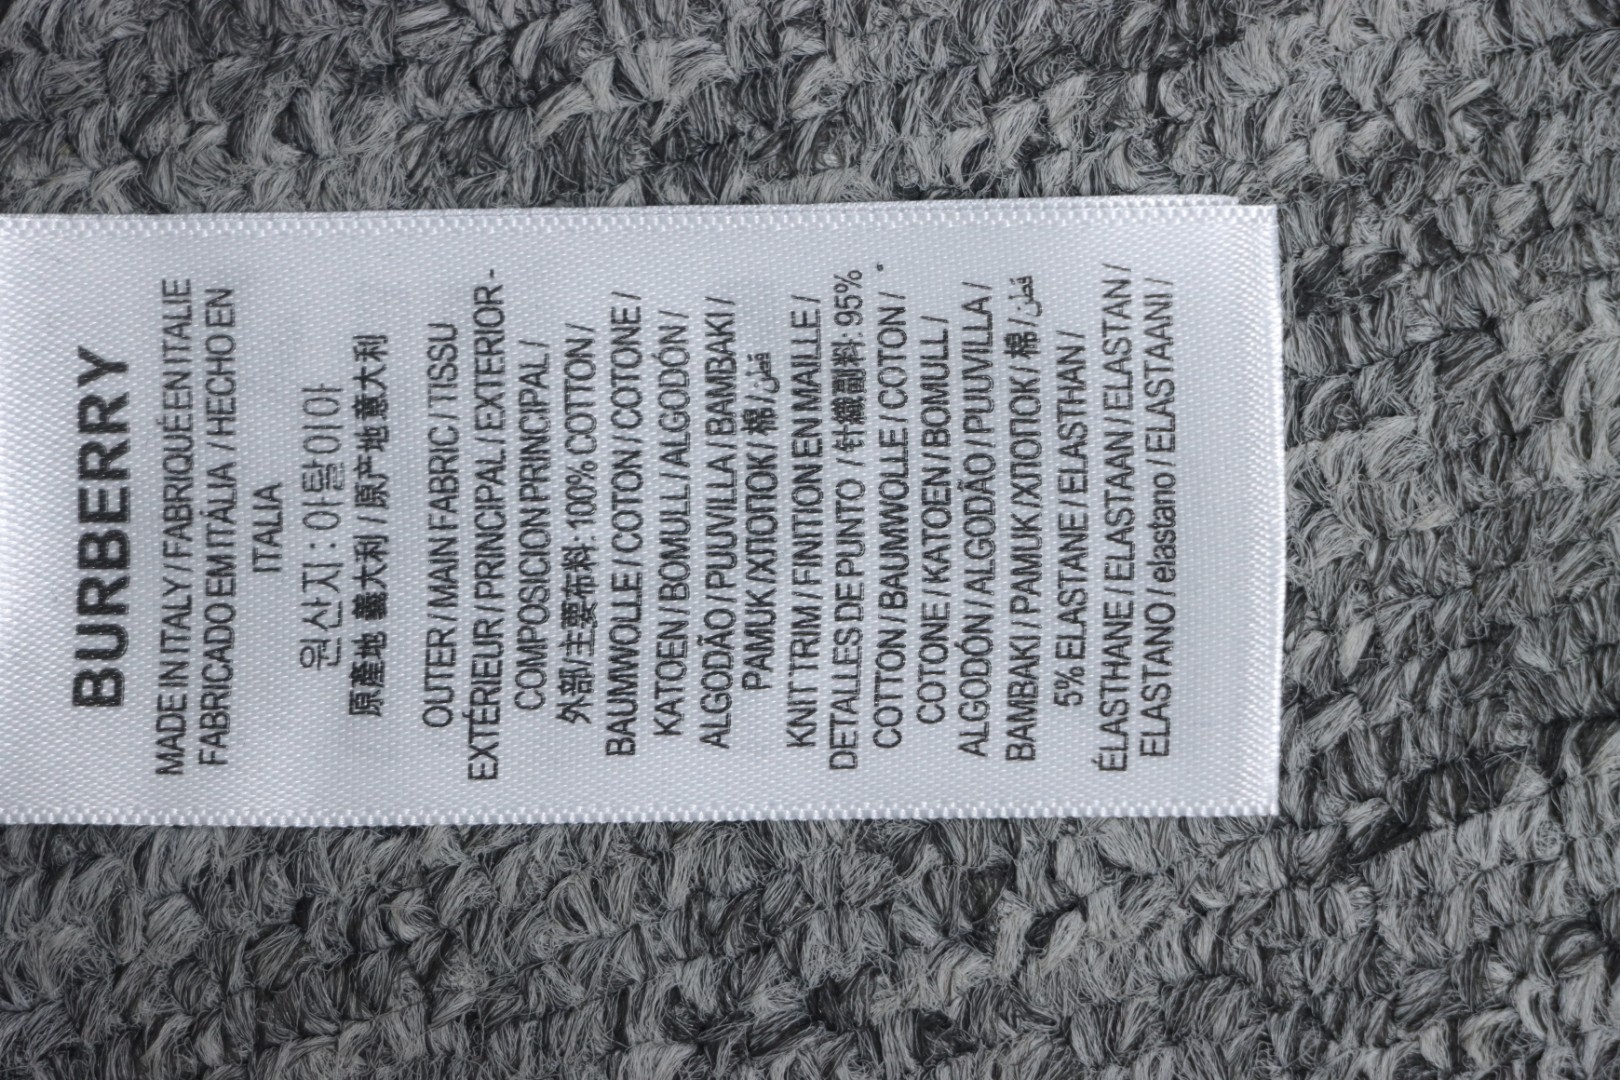 BURBERRY
MADE IN ITALY / FABRIQUÉ EN ITALIE
FABRICADO EM ITÁLIA / HECHO EN
ITALIA
원산지 : 이탈이아
原產地 義大利 / 原产地意大利
OUTER / MAIN FABRIC / TISSU
EXTÉRIEUR / PRINCIPAL / EXTERIOR -
COMPOSICION PRINCIPAL /
外部/主要布料: 100% COTTON /
BAUMWOLLE / COTON / COTONE /
KATOEN / BOMULL / ALGODÓN /
ALGODÃO / PUUVILLA / ΒΑΜΒΑΚΙ /
PAMUK / ХЛОПОК / 棉 / قطن
KNIT TRIM / FINITION EN MAILLE /
DETALLES DE PUNTO / 针織副料: 95%
COTTON / BAUMWOLLE / COTON /
COTONE / KATOEN / BOMULL /
ALGODÓN / ALGODÃO / PUUVILLA /
BAMBAKI / PAMUK / ХЛОПОК / 棉 / قطن
5% ELASTANE / ELASTHAN /
ÉLASTHANE / ELASTAAN / ELASTAN /
ELASTANO / elastano / ELASTAANI /